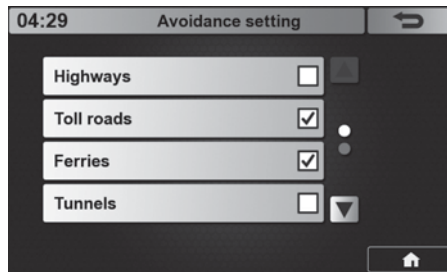 04:29 Avoidance setting
Highways
Toll roads
Ferries
Tunnels